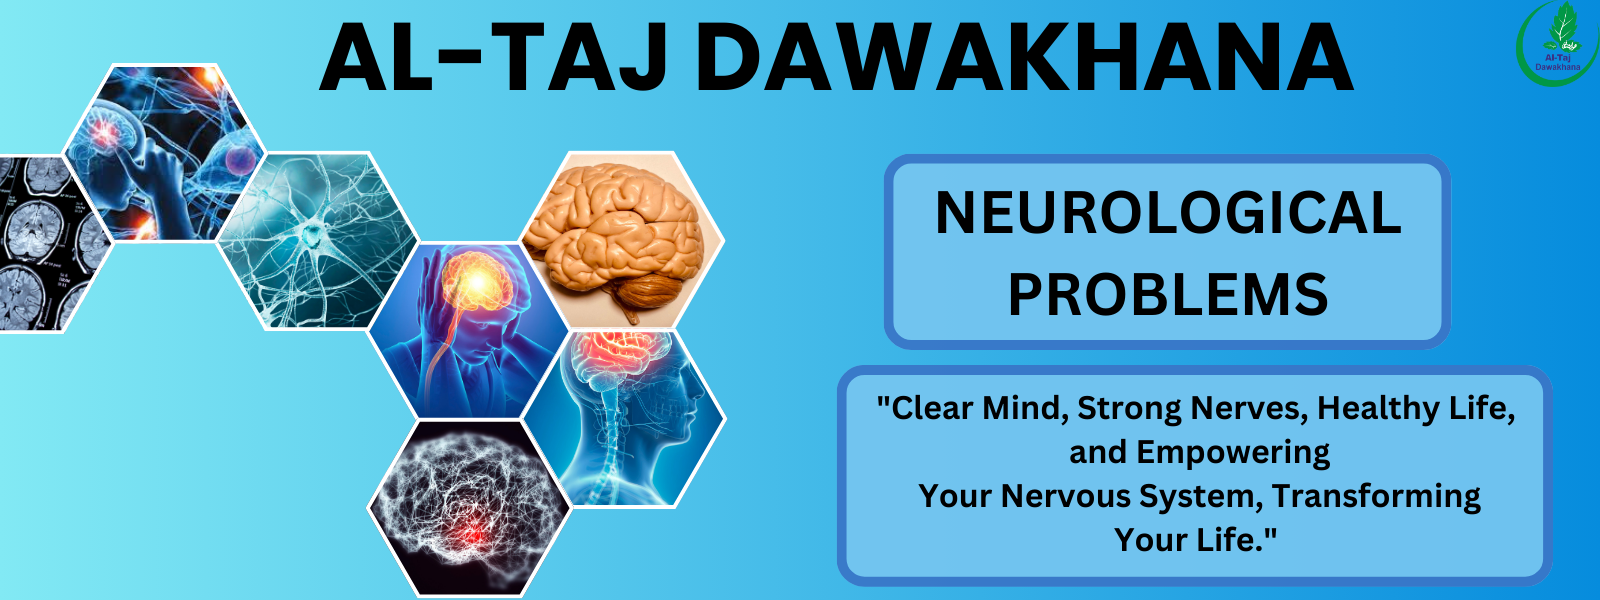 AL-TAJ DAWAKHANA
Al-Taj
Dawakhana
NEUROLOGICAL
PROBLEMS
"Clear Mind, Strong Nerves, Healthy Life,
and Empowering
Your Nervous System, Transforming
Your Life."